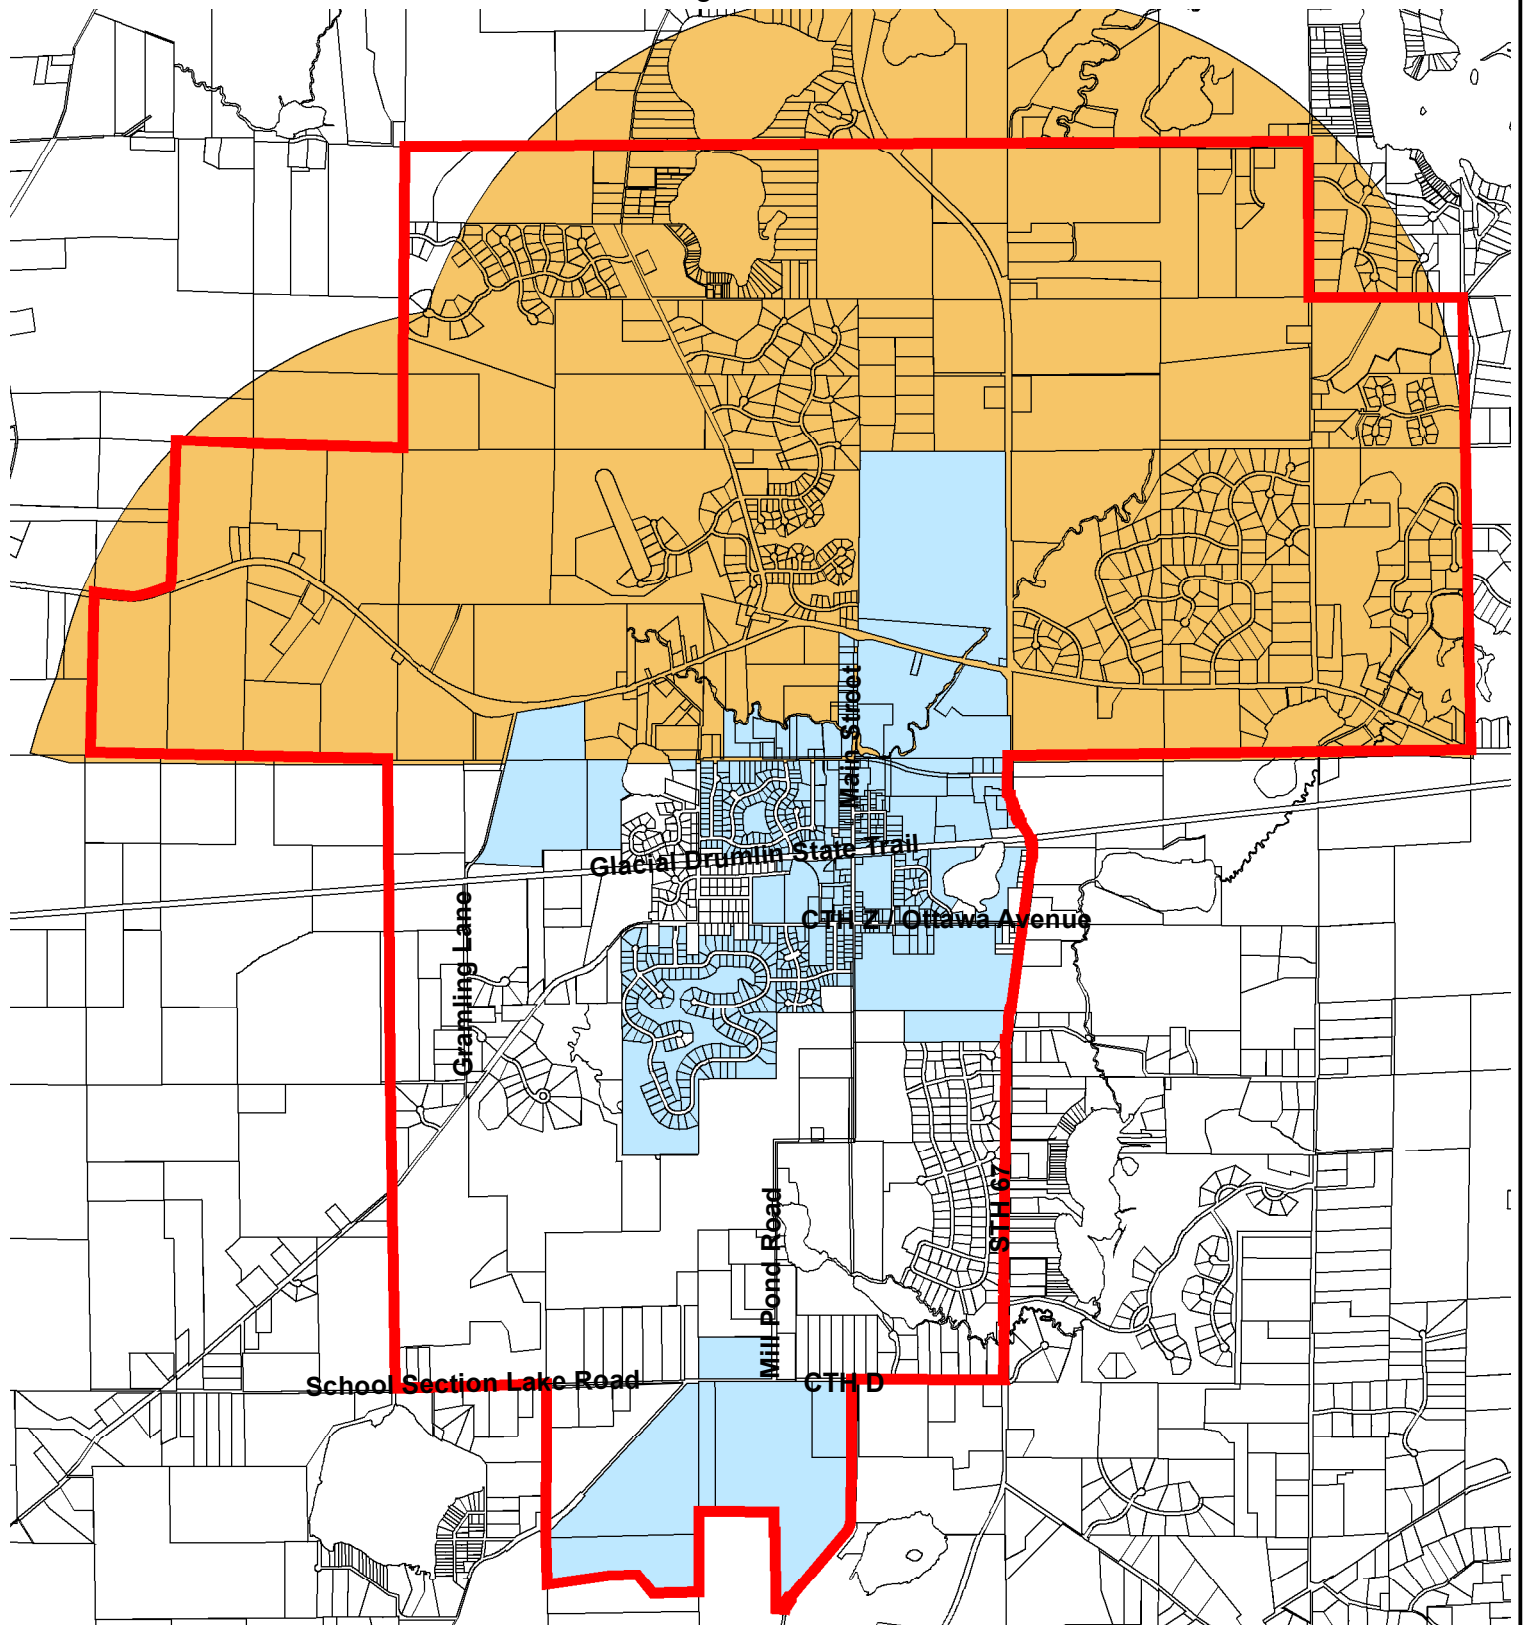 Main Street
Glacial Drumlin State Trail
CTH Z / Ottawa Avenue
Gramling Lane
STH 67
Mill Pond Road
School Section Lake Road
CTH D